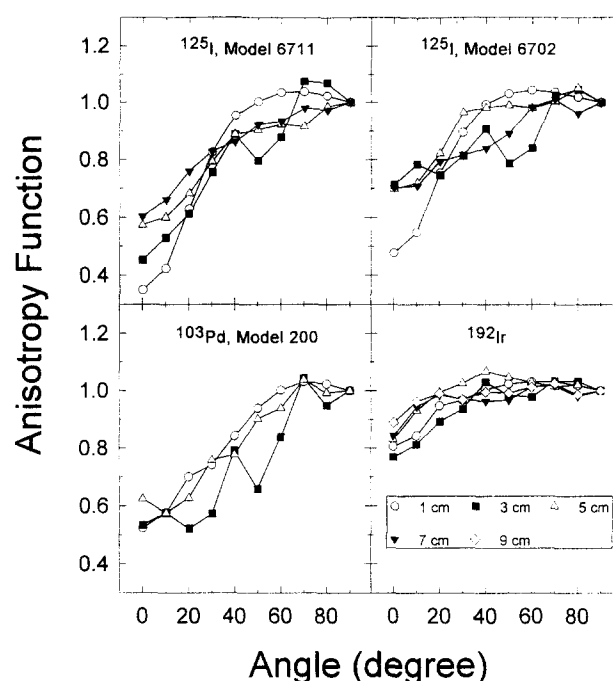 1.2
1.0
0.8
0.6
0.4
¹²⁵I, Model 6711
¹²⁵I, Model 6702
1.2
1.0
0.8
0.6
0.4
¹⁰³Pd, Model 200
¹⁹²Ir
1 cm
3 cm
5 cm
7 cm
9 cm
0 20 40 60 80
0 20 40 60 80
Anisotropy Function
Angle (degree)